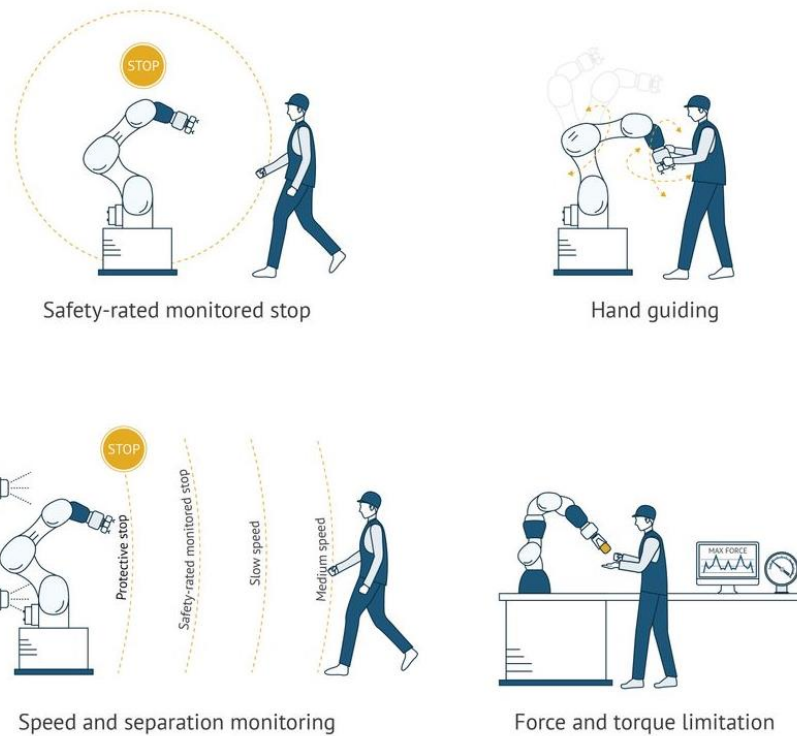 STOP
Safety-rated monitored stop
Hand guiding
STOP
Protective stop
Safety-rated monitored stop
Slow speed
Medium speed
MAX FORCE
Speed and separation monitoring
Force and torque limitation